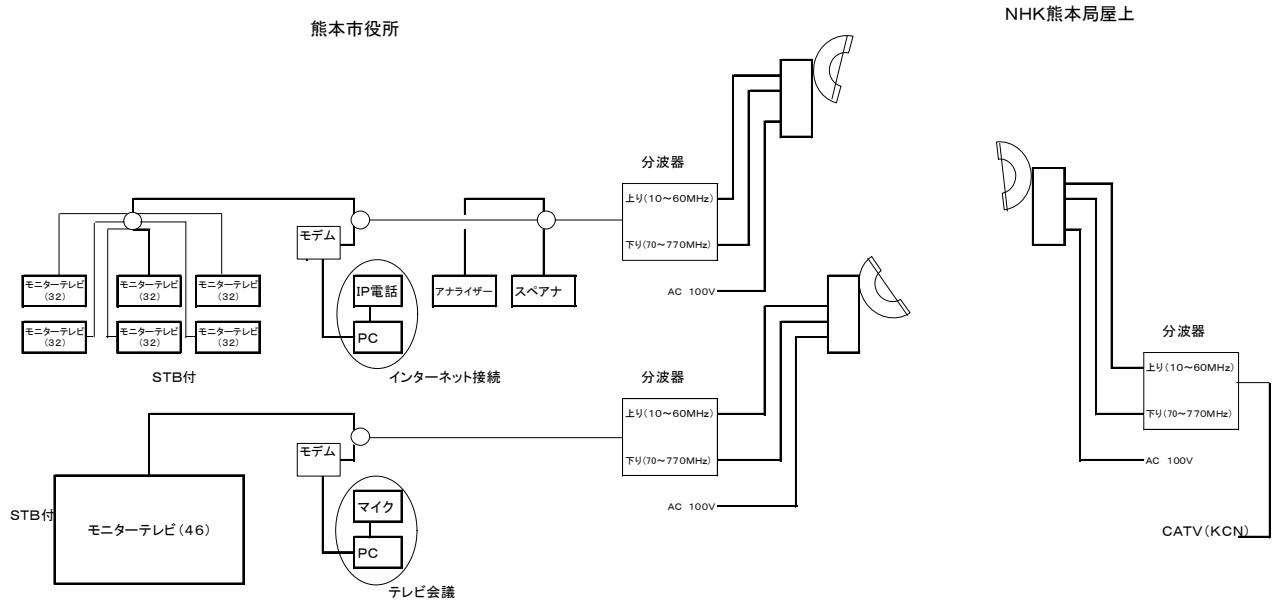 熊本市役所
NHK熊本局屋上
分波器
上り(10～60MHz)
下り(70～770MHz)
AC 100V
モデム
IP電話
PC
インターネット接続
アナライザー
スペアナ
モニターテレビ
(32)
モニターテレビ
(32)
モニターテレビ
(32)
モニターテレビ
(32)
モニターテレビ
(32)
モニターテレビ
(32)
STB付
分波器
上り(10～60MHz)
下り(70～770MHz)
AC 100V
モデム
マイク
PC
テレビ会議
STB付
モニターテレビ(46)
分波器
上り(10～60MHz)
下り(70～770MHz)
AC 100V
CATV(KCN)